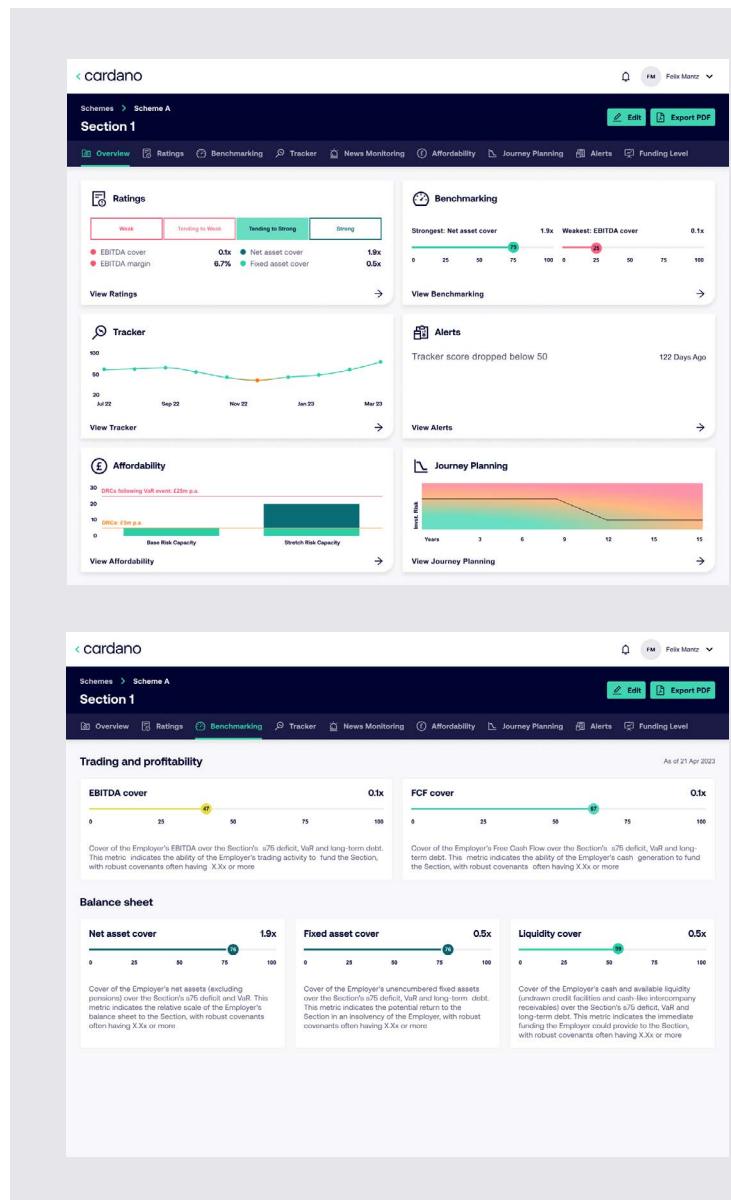 cardano
FM Felix Mantz
Schemes > Scheme A
Section 1
Edit Export PDF
Overview Ratings Benchmarking Tracker News Monitoring Affordability Journey Planning Alerts Funding Level
Ratings
Weak Tending to Weak Tending to Strong Strong
EBITDA cover 0.1x Net asset cover 1.9x
EBITDA margin 6.7% Fixed asset cover 0.5x
View Ratings
Benchmarking
Strongest: Net asset cover 1.9x Weakest: EBITDA cover 0.1x
75 25
0 25 50 75 100 0 25 50 75 100
View Benchmarking
Tracker
100
50
20
Jul 22 Sep 22 Nov 22 Jan 23 Mar 23
View Tracker
Alerts
Tracker score dropped below 50 122 Days Ago
View Alerts
£ Affordability
30
DRCs following VaR event: £25m p.a.
20
10
DRCs: £5m p.a.
0
Base Risk Capacity Stretch Risk Capacity
View Affordability
Journey Planning
Invst. Risk
Years 3 6 9 12 15 15
View Journey Planning
cardano
FM Felix Mantz
Schemes > Scheme A
Section 1
Edit Export PDF
Overview Ratings Benchmarking Tracker News Monitoring Affordability Journey Planning Alerts Funding Level
Trading and profitability As of 21 Apr 2023
EBITDA cover 0.1x
47
0 25 50 75 100
Cover of the Employer's EBITDA over the Section's s75 deficit, VaR and long-term debt.
This metric indicates the ability of the Employer's trading activity to fund the Section,
with robust covenants often having X.Xx or more
FCF cover 0.1x
67
0 25 50 75 100
Cover of the Employer's Free Cash Flow over the Section's s75 deficit, VaR and long-
term debt. This metric indicates the ability of the Employer's cash generation to fund
the Section, with robust covenants often having X.Xx or more
Balance sheet
Net asset cover 1.9x
76
0 25 50 75 100
Cover of the Employer's net assets (excluding
pensions) over the Section's s75 deficit and VaR. This
metric indicates the relative scale of the Employer's
balance sheet to the Section, with robust covenants
often having X.Xx or more
Fixed asset cover 0.5x
76
0 25 50 75 100
Cover of the Employer's unencumbered fixed assets
over the Section's s75 deficit, VaR and long-term debt.
This metric indicates the potential return to the
Section in an insolvency of the Employer, with robust
covenants often having X.Xx or more
Liquidity cover 0.5x
0 25 50 75 100
Cover of the Employer's cash and available liquidity
(undrawn credit facilities and cash-like intercompany
receivables) over the Section's s75 deficit, VaR and
long-term debt. This metric indicates the immediate
funding the Employer could provide to the Section,
with robust covenants often having X.Xx or more